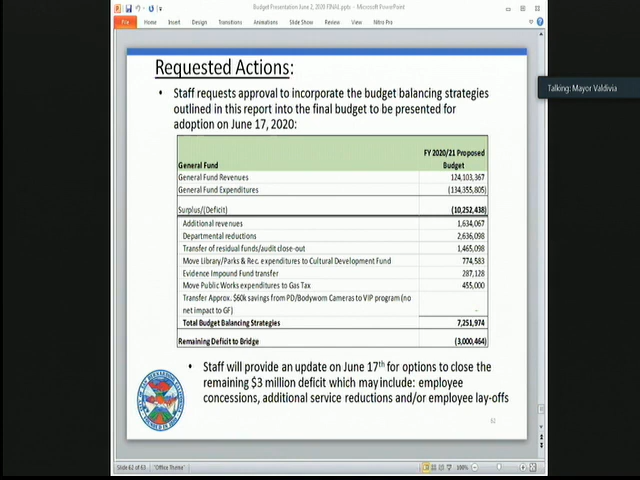 Budget Presentation June 2, 2020 FINAL.pptx - Microsoft PowerPoint
File Home Insert Design Transitions Animations Slide Show Review View Nitro Pro
Talking: Mayor Valdivia
Requested Actions:
• Staff requests approval to incorporate the budget balancing strategies
outlined in this report into the final budget to be presented for
adoption on June 17, 2020:
FY 2020/21 Proposed
General Fund Budget
General Fund Revenues 124,103,367
General Fund Expenditures (134,355,805)
Surplus/(Deficit) (10,252,438)
Additional revenues 1,634,067
Departmental reductions 2,636,098
Transfer of residual funds/audit close-out 1,465,098
Move Library/Parks & Rec. expenditures to Cultural Development Fund 774,583
Evidence Impound Fund transfer 287,128
Move Public Works expenditures to Gas Tax 455,000
Transfer Approx. $60k savings from PD/Bodyworn Cameras to VIP program (no
net impact to GF) -
Total Budget Balancing Strategies 7,251,974
Remaining Deficit to Bridge (3,000,464)
• Staff will provide an update on June 17th for options to close the
remaining $3 million deficit which may include: employee
concessions, additional service reductions and/or employee lay-offs
62
Slide 62 of 63 "Office Theme" 100%